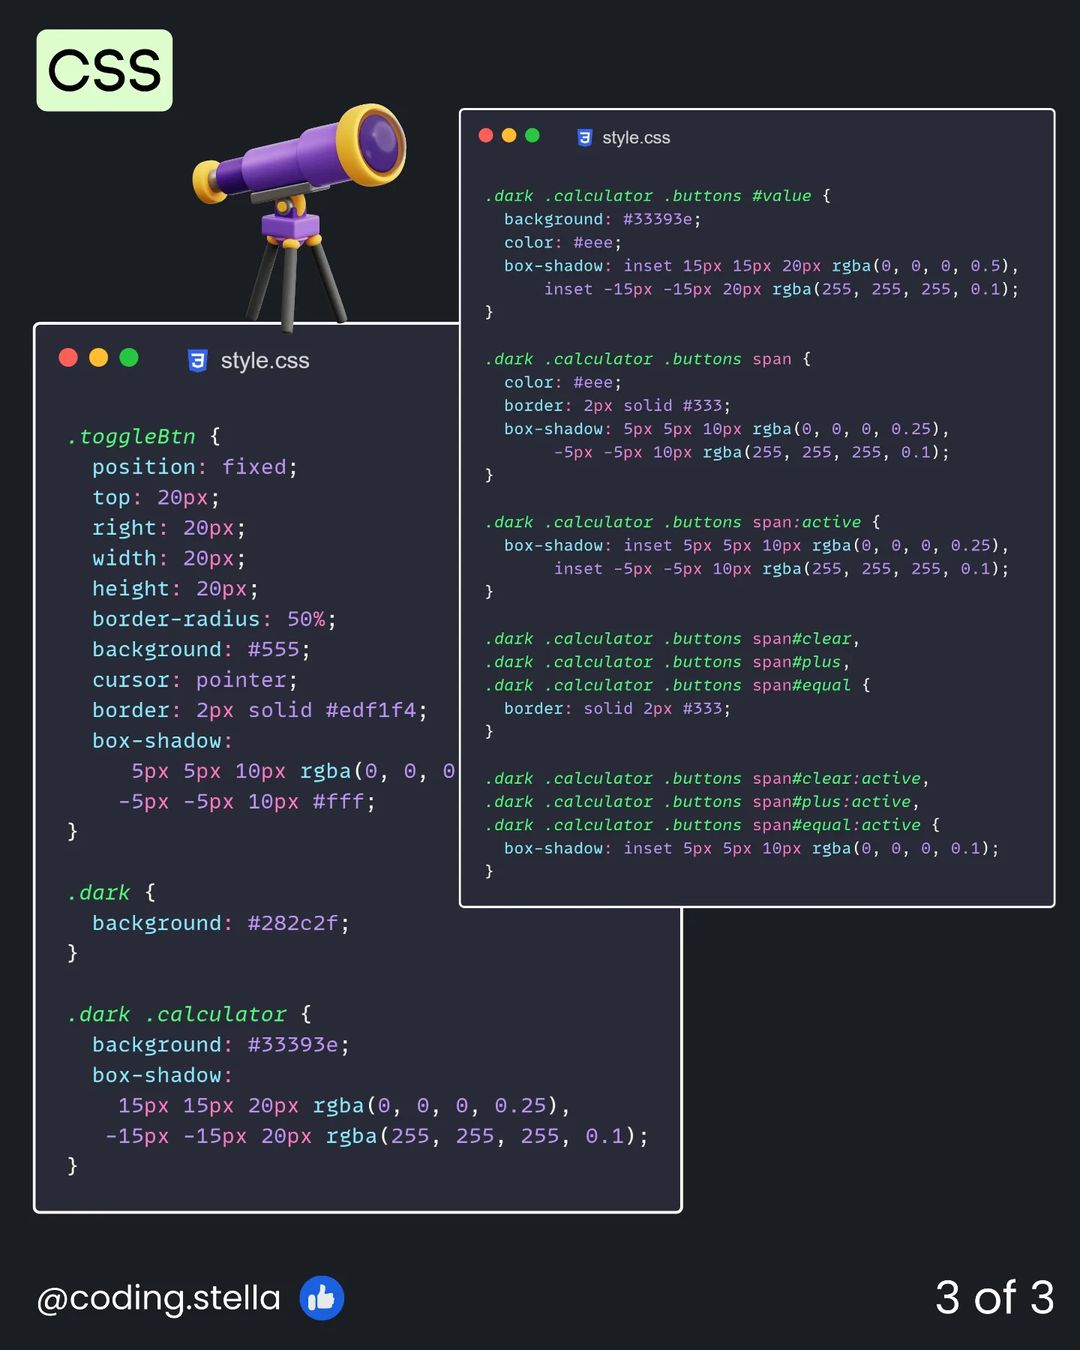 CSS
style.css
.toggleBtn {
position: fixed;
top: 20px;
right: 20px;
width: 20px;
height: 20px;
border-radius: 50%;
background: #555;
cursor: pointer;
border: 2px solid #edf1f4;
box-shadow:
5px 5px 10px rgba(0, 0, 0
-5px -5px 10px #fff;
}
.dark {
background: #282c2f;
}
.dark .calculator {
background: #33393e;
box-shadow:
15px 15px 20px rgba(0, 0, 0, 0.25),
-15px -15px 20px rgba(255, 255, 255, 0.1);
}
style.css
.dark .calculator .buttons #value {
background: #33393e;
color: #eee;
box-shadow: inset 15px 15px 20px rgba(0, 0, 0, 0.5),
inset -15px -15px 20px rgba(255, 255, 255, 0.1);
}
.dark .calculator .buttons span {
color: #eee;
border: 2px solid #333;
box-shadow: 5px 5px 10px rgba(0, 0, 0, 0.25),
-5px -5px 10px rgba(255, 255, 255, 0.1);
}
.dark .calculator .buttons span:active {
box-shadow: inset 5px 5px 10px rgba(0, 0, 0, 0.25),
inset -5px -5px 10px rgba(255, 255, 255, 0.1);
}
.dark .calculator .buttons span#clear,
.dark .calculator .buttons span#plus,
.dark .calculator .buttons span#equal {
border: solid 2px #333;
}
.dark .calculator .buttons span#clear:active,
.dark .calculator .buttons span#plus:active,
.dark .calculator .buttons span#equal:active {
box-shadow: inset 5px 5px 10px rgba(0, 0, 0, 0.1);
}
@coding.stella
3 of 3